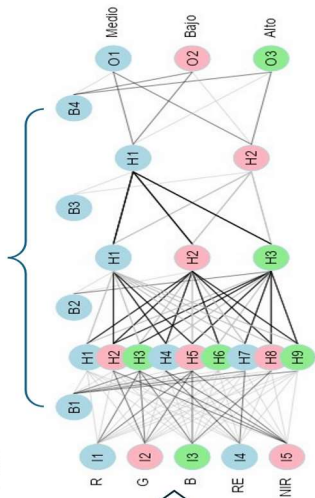 Medio
Bajo
Alto
O1
O2
O3
B4
H1
H2
B3
H1
H2
H3
B2
H1
H2
H3
H4
H5
H6
H7
H8
H9
B1
I1
I2
I3
I4
I5
R
G
B
RE
NIR